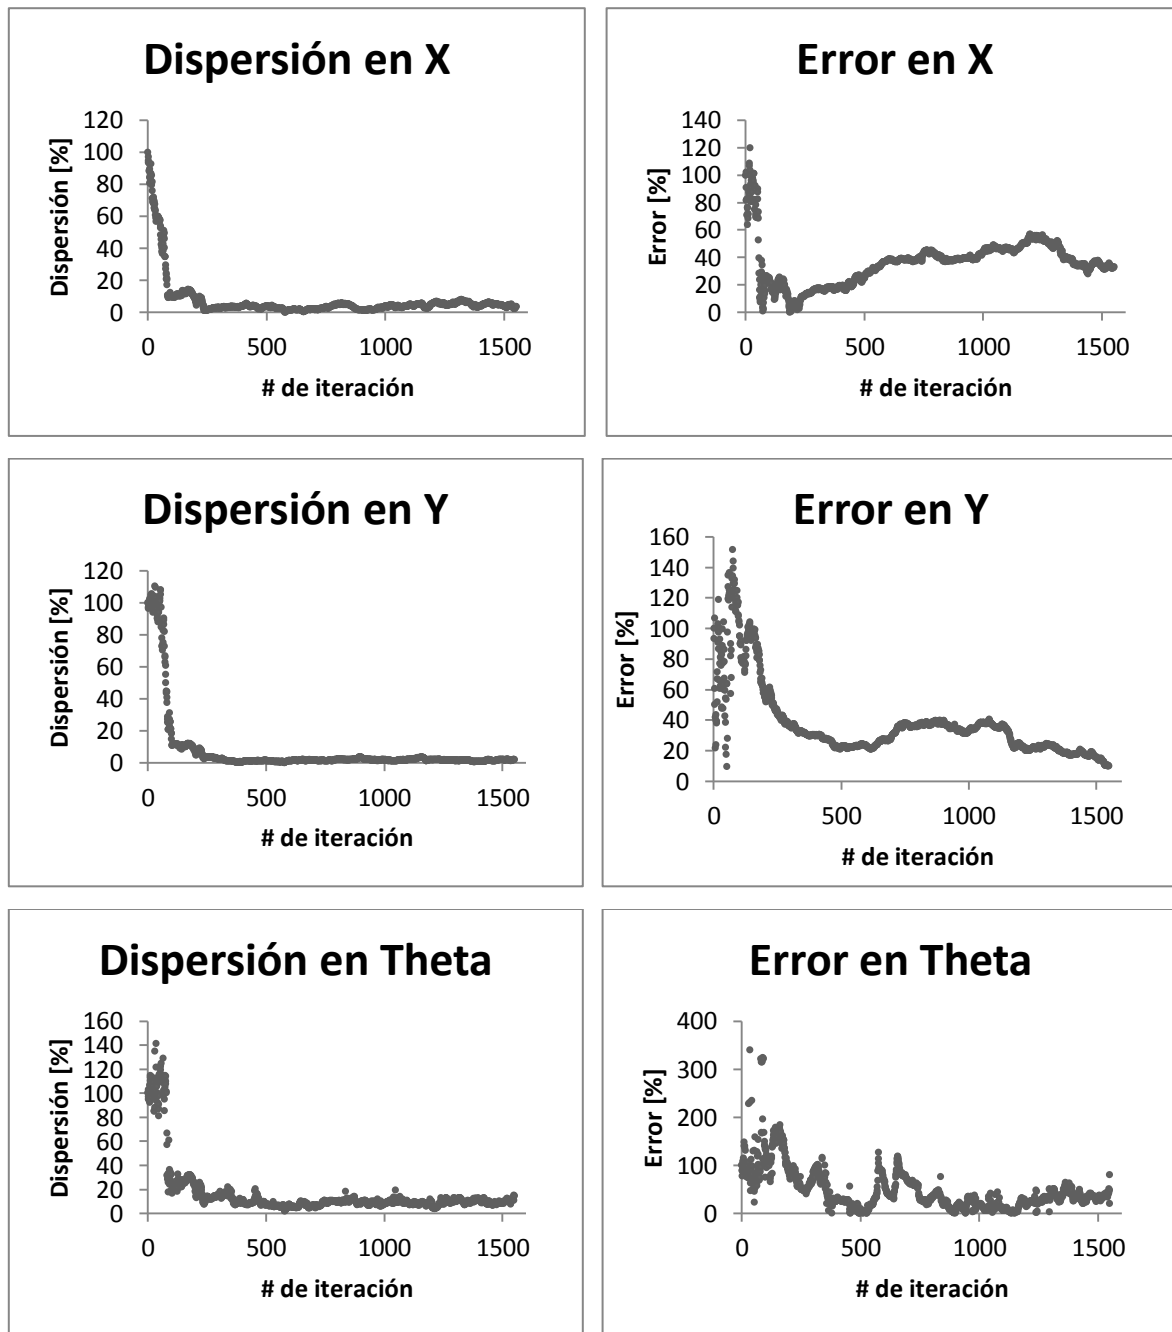 Dispersión en X
Dispersión [%]
120
100
80
60
40
20
0
0 500 1000 1500
# de iteración
Error en X
Error [%]
140
120
100
80
60
40
20
0
0 500 1000 1500
# de iteración
Dispersión en Y
Dispersión [%]
120
100
80
60
40
20
0
0 500 1000 1500
# de iteración
Error en Y
Error [%]
160
140
120
100
80
60
40
20
0
0 500 1000 1500
# de iteración
Dispersión en Theta
Dispersión [%]
160
140
120
100
80
60
40
20
0
0 500 1000 1500
# de iteración
Error en Theta
Error [%]
400
300
200
100
0
0 500 1000 1500
# de iteración